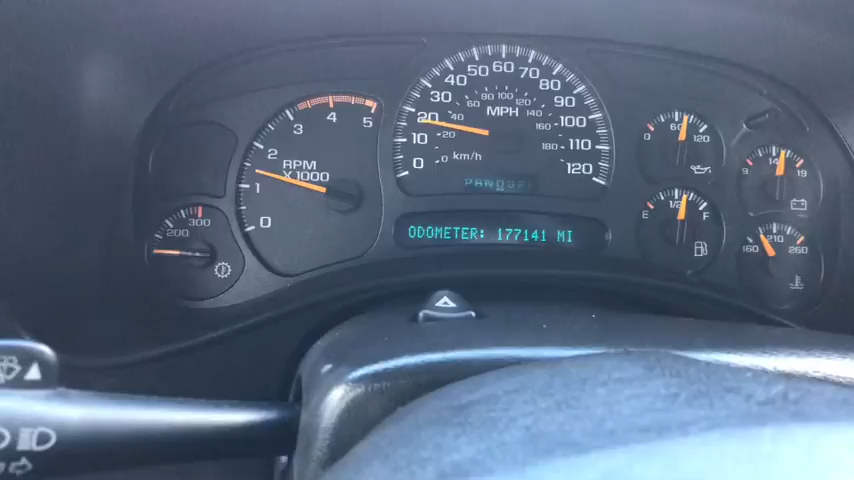 0 1 2 3 4 5
RPM
X 1000
200 300
0 10 20 30 40 50 60 70 80 90 100 110 120
MPH
0 20 40 60 80 100 120 140 160 180
km/h
PRND321
ODOMETER: 177141 MI
0 60 120
E 1/2 F
9 14 19
160 210 260